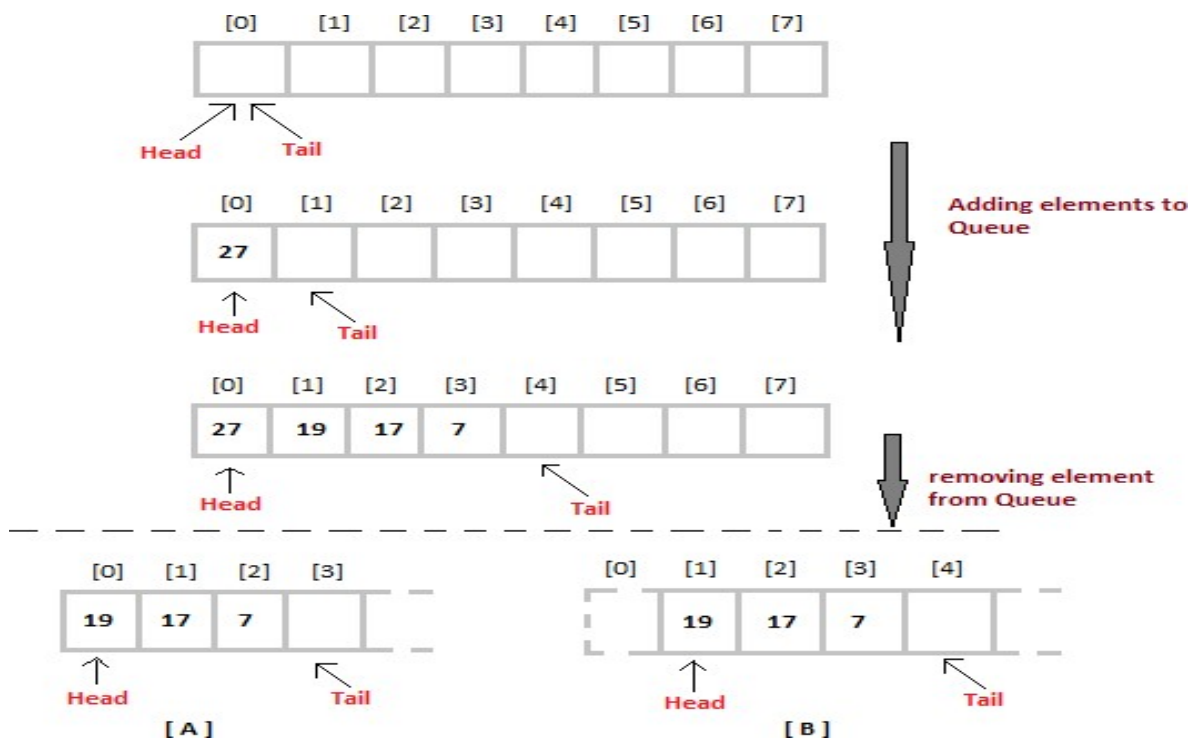 [0] [1] [2] [3] [4] [5] [6] [7]
Head Tail
[0] [1] [2] [3] [4] [5] [6] [7]
27
Head Tail
Adding elements to
Queue
[0] [1] [2] [3] [4] [5] [6] [7]
27 19 17 7
Head Tail
removing element
from Queue
[0] [1] [2] [3]
19 17 7
Head Tail
[ A ]
[0] [1] [2] [3] [4]
19 17 7
Head Tail
[ B ]